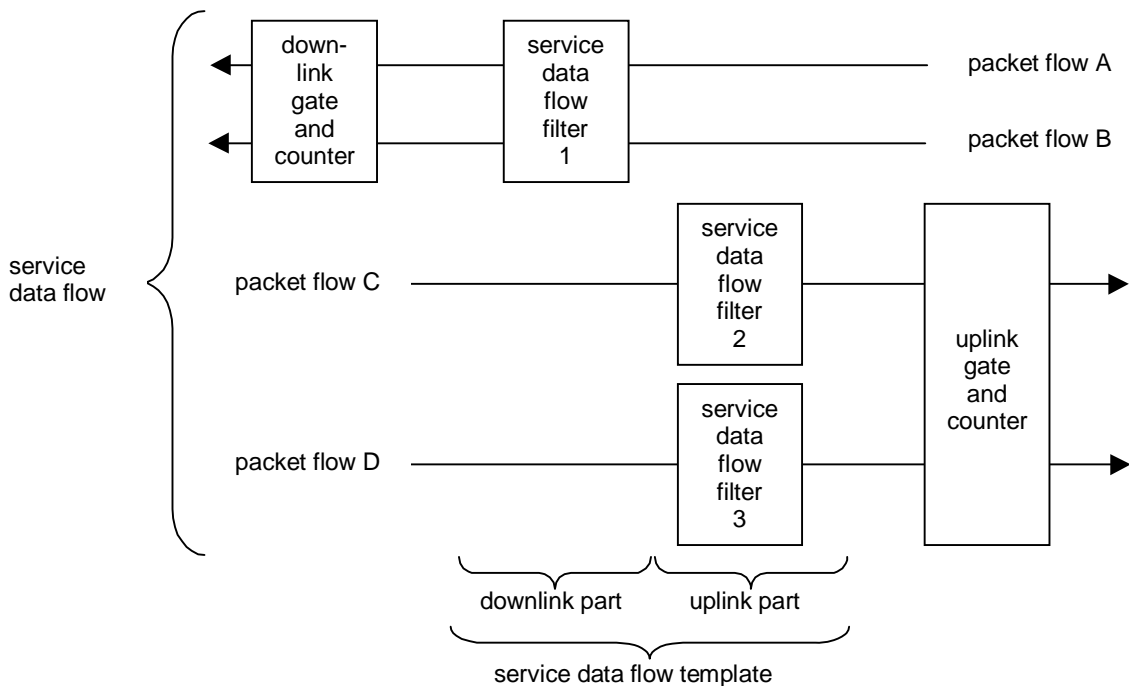 down-
link
gate
and
counter
service
data
flow
filter
1
packet flow A
packet flow B
service
data flow
packet flow C
service
data
flow
filter
2
uplink
gate
and
counter
packet flow D
service
data
flow
filter
3
downlink part
uplink part
service data flow template